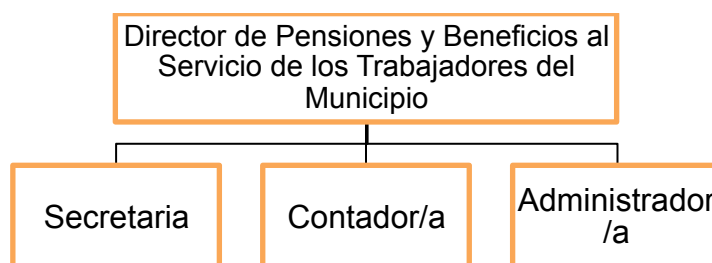 Director de Pensiones y Beneficios al
Servicio de los Trabajadores del
Municipio
Secretaria
Contador/a
Administrador
/a